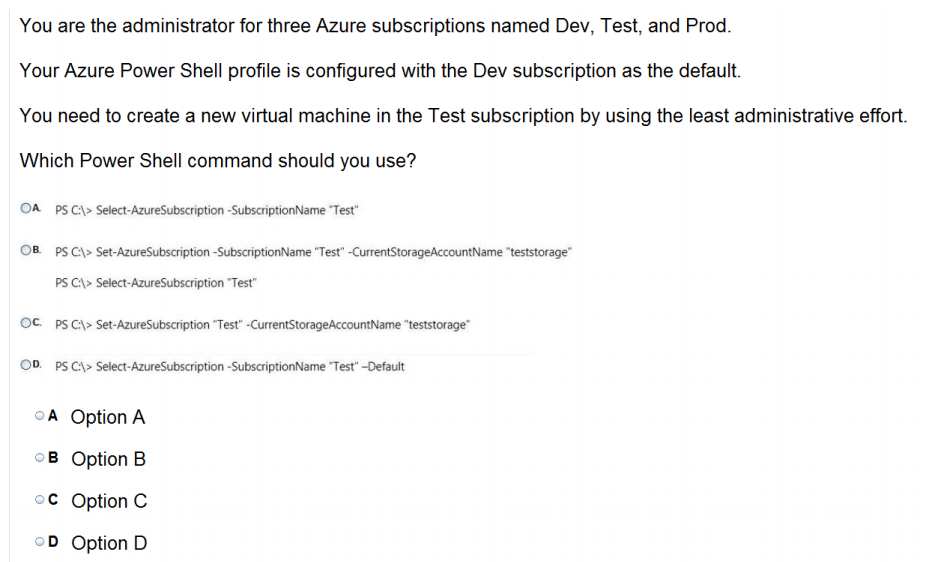 You are the administrator for three Azure subscriptions named Dev, Test, and Prod.
Your Azure Power Shell profile is configured with the Dev subscription as the default.
You need to create a new virtual machine in the Test subscription by using the least administrative effort.
Which Power Shell command should you use?
A. PS C:\> Select-AzureSubscription -SubscriptionName "Test"
B. PS C:\> Set-AzureSubscription -SubscriptionName "Test" -CurrentStorageAccountName "teststorage"
PS C:\> Select-AzureSubscription "Test"
C. PS C:\> Set-AzureSubscription "Test" -CurrentStorageAccountName "teststorage"
D. PS C:\> Select-AzureSubscription -SubscriptionName "Test" –Default
A Option A
B Option B
C Option C
D Option D